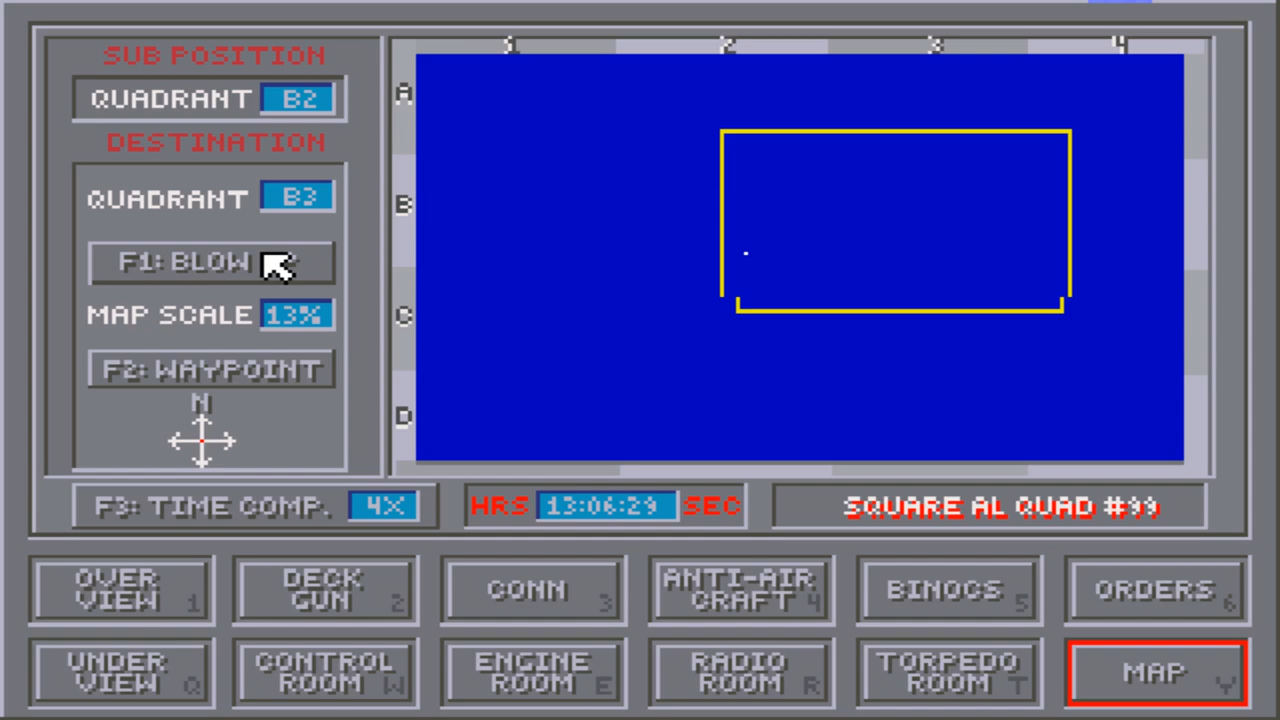 SUB POSITION
QUADRANT B2
DESTINATION
QUADRANT B3
F1: BLOW
MAP SCALE 13%
F2: WAYPOINT
N
F3: TIME COMP. 4X
1 2 3 4
A
B
C
D
HRS 13:06:29 SEC
SQUARE AL QUAD #99
OVER VIEW 1
DECK GUN 2
CONN 3
ANTI-AIR CRAFT 4
BINOCS 5
ORDERS 6
UNDER VIEW Q
CONTROL ROOM W
ENGINE ROOM E
RADIO ROOM R
TORPEDO ROOM T
MAP Y